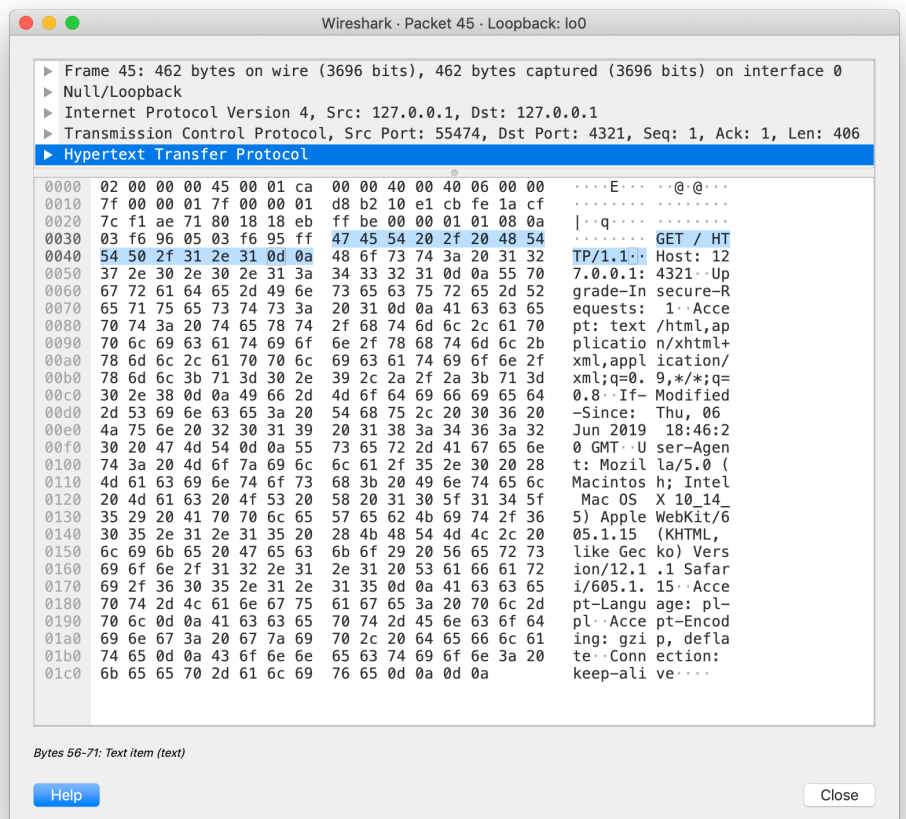 Wireshark · Packet 45 · Loopback: lo0
▶ Frame 45: 462 bytes on wire (3696 bits), 462 bytes captured (3696 bits) on interface 0
▶ Null/Loopback
▶ Internet Protocol Version 4, Src: 127.0.0.1, Dst: 127.0.0.1
▶ Transmission Control Protocol, Src Port: 55474, Dst Port: 4321, Seq: 1, Ack: 1, Len: 406
▶ Hypertext Transfer Protocol
0000 02 00 00 00 45 00 01 ca 00 00 40 00 40 06 00 00 ····E··· ··@·@···
0010 7f 00 00 01 7f 00 00 01 d8 b2 10 e1 cb fe 1a cf ········ ········
0020 7c f1 ae 71 80 18 18 eb ff be 00 00 01 01 08 0a |··q···· ········
0030 03 f6 96 05 03 f6 95 ff 47 45 54 20 2f 20 48 54 ········ GET / HT
0040 54 50 2f 31 2e 31 0d 0a 48 6f 73 74 3a 20 31 32 TP/1.1·· Host: 12
0050 37 2e 30 2e 30 2e 31 3a 34 33 32 31 0d 0a 55 70 7.0.0.1: 4321··Up
0060 67 72 61 64 65 2d 49 6e 73 65 63 75 72 65 2d 52 grade-In secure-R
0070 65 71 75 65 73 74 73 3a 20 31 0d 0a 41 63 63 65 equests: 1··Acce
0080 70 74 3a 20 74 65 78 74 2f 68 74 6d 6c 2c 61 70 pt: text /html,ap
0090 70 6c 69 63 61 74 69 6f 6e 2f 78 68 74 6d 6c 2b plicatio n/xhtml+
00a0 78 6d 6c 2c 61 70 70 6c 69 63 61 74 69 6f 6e 2f xml,appl ication/
00b0 78 6d 6c 3b 71 3d 30 2e 39 2c 2a 2f 2a 3b 71 3d xml;q=0. 9,*/*;q=
00c0 30 2e 38 0d 0a 49 66 2d 4d 6f 64 69 66 69 65 64 0.8··If- Modified
00d0 2d 53 69 6e 63 65 3a 20 54 68 75 2c 20 30 36 20 -Since: Thu, 06
00e0 4a 75 6e 20 32 30 31 39 20 31 38 3a 34 36 3a 32 Jun 2019 18:46:2
00f0 30 20 47 4d 54 0d 0a 55 73 65 72 2d 41 67 65 6e 0 GMT··U ser-Agen
0100 74 3a 20 4d 6f 7a 69 6c 6c 61 2f 35 2e 30 20 28 t: Mozil la/5.0 (
0110 4d 61 63 69 6e 74 6f 73 68 3b 20 49 6e 74 65 6c Macintos h; Intel
0120 20 4d 61 63 20 4f 53 20 58 20 31 30 5f 31 34 5f Mac OS X 10_14_
0130 35 29 20 41 70 70 6c 65 57 65 62 4b 69 74 2f 36 5) Apple WebKit/6
0140 30 35 2e 31 2e 31 35 20 28 4b 48 54 4d 4c 2c 20 05.1.15 (KHTML,
0150 6c 69 6b 65 20 47 65 63 6b 6f 29 20 56 65 72 73 like Gec ko) Vers
0160 69 6f 6e 2f 31 32 2e 31 2e 31 20 53 61 66 61 72 ion/12.1 .1 Safar
0170 69 2f 36 30 35 2e 31 2e 31 35 0d 0a 41 63 63 65 i/605.1. 15··Acce
0180 70 74 2d 4c 61 6e 67 75 61 67 65 3a 20 70 6c 2d pt-Langu age: pl-
0190 70 6c 0d 0a 41 63 63 65 70 74 2d 45 6e 63 6f 64 pl··Acce pt-Encod
01a0 69 6e 67 3a 20 67 7a 69 70 2c 20 64 65 66 6c 61 ing: gzi p, defla
01b0 74 65 0d 0a 43 6f 6e 6e 65 63 74 69 6f 6e 3a 20 te··Conn ection:
01c0 6b 65 65 70 2d 61 6c 69 76 65 0d 0a 0d 0a keep-ali ve····
Bytes 56-71: Text item (text)
Help
Close